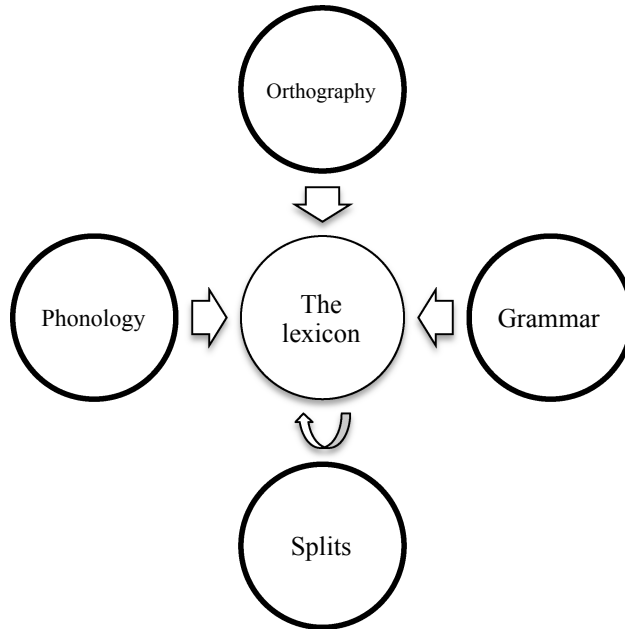 Orthography
Phonology
The
lexicon
Grammar
Splits